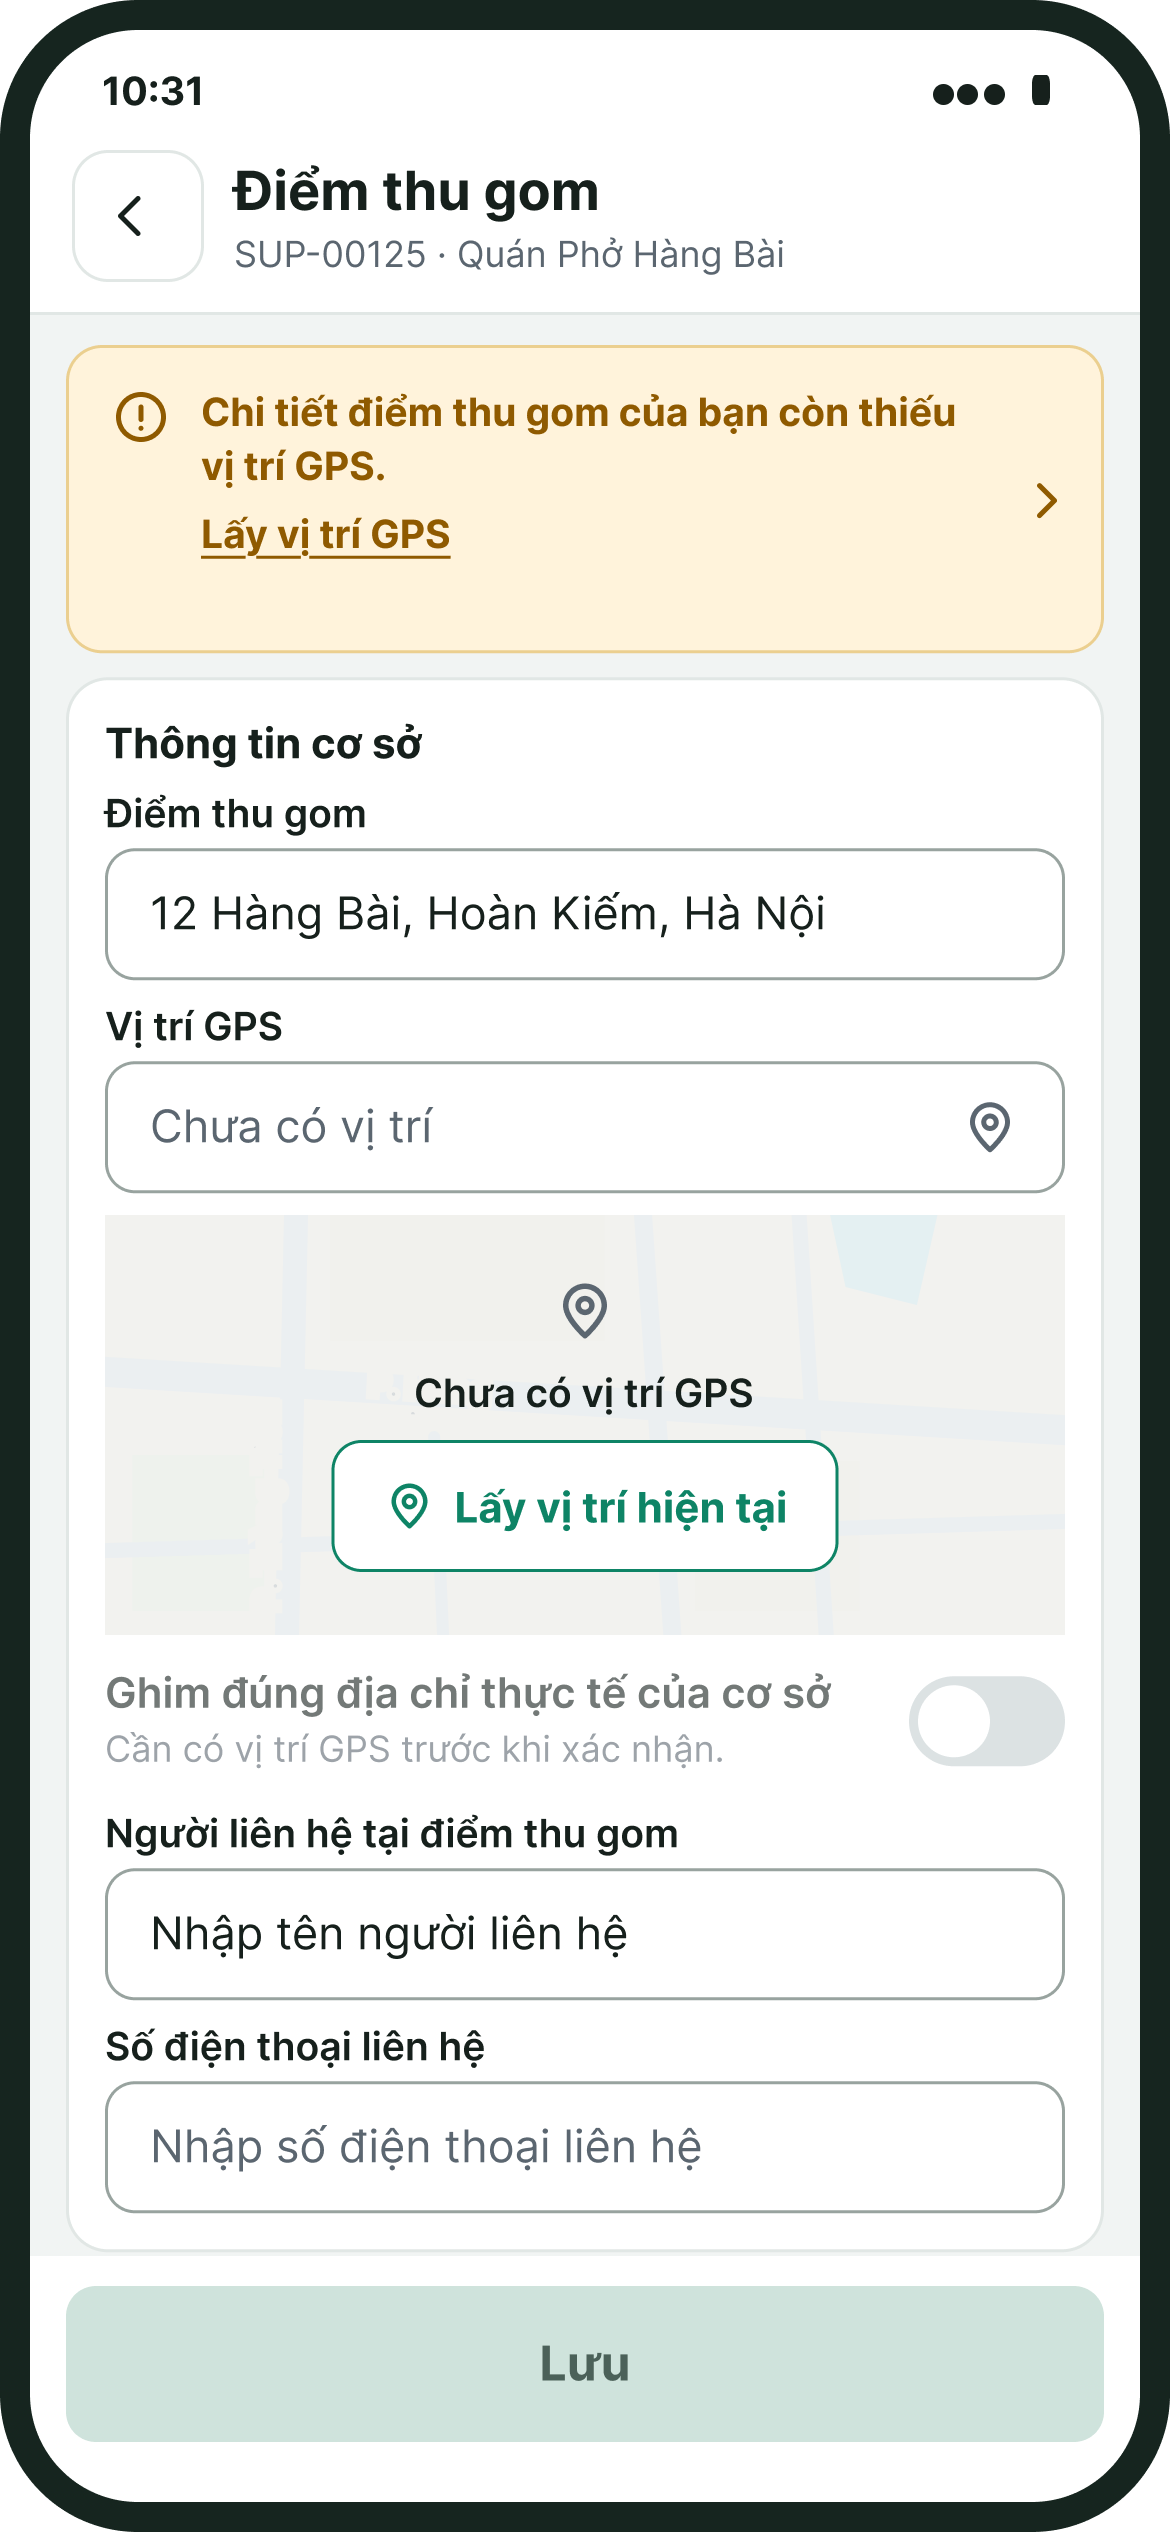 10:31
Điểm thu gom
SUP-00125 · Quán Phở Hàng Bài
Chi tiết điểm thu gom của bạn còn thiếu
vị trí GPS.
Lấy vị trí GPS
Thông tin cơ sở
Điểm thu gom
12 Hàng Bài, Hoàn Kiếm, Hà Nội
Vị trí GPS
Chưa có vị trí
Chưa có vị trí GPS
Lấy vị trí hiện tại
Ghim đúng địa chỉ thực tế của cơ sở
Cần có vị trí GPS trước khi xác nhận.
Người liên hệ tại điểm thu gom
Nhập tên người liên hệ
Số điện thoại liên hệ
Nhập số điện thoại liên hệ
Lưu